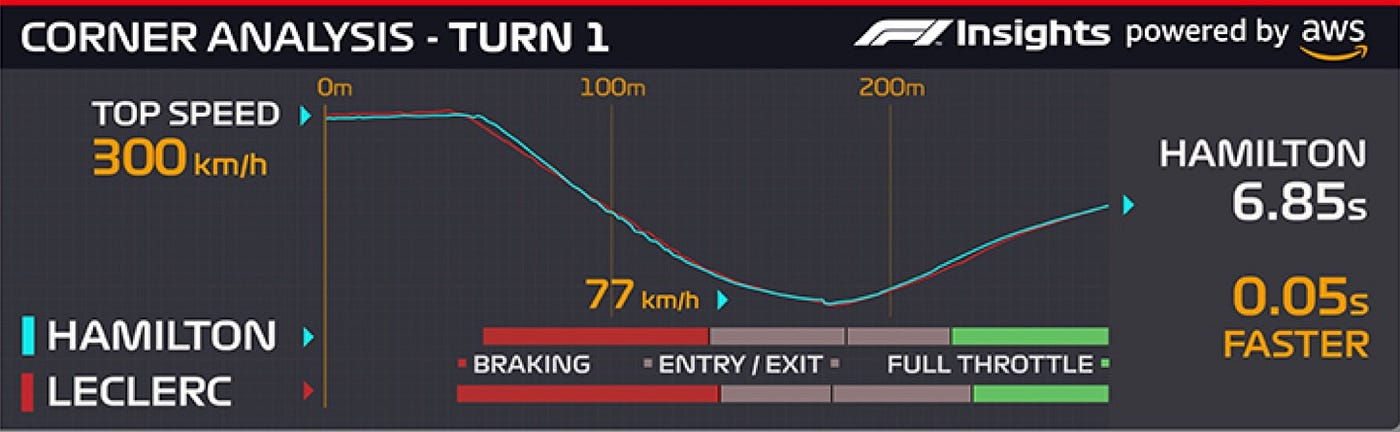 CORNER ANALYSIS - TURN 1
F1 Insights powered by aws
0m 100m 200m
TOP SPEED
300 km/h
HAMILTON
6.85s
77 km/h
0.05s
FASTER
HAMILTON
BRAKING ENTRY / EXIT FULL THROTTLE
LECLERC